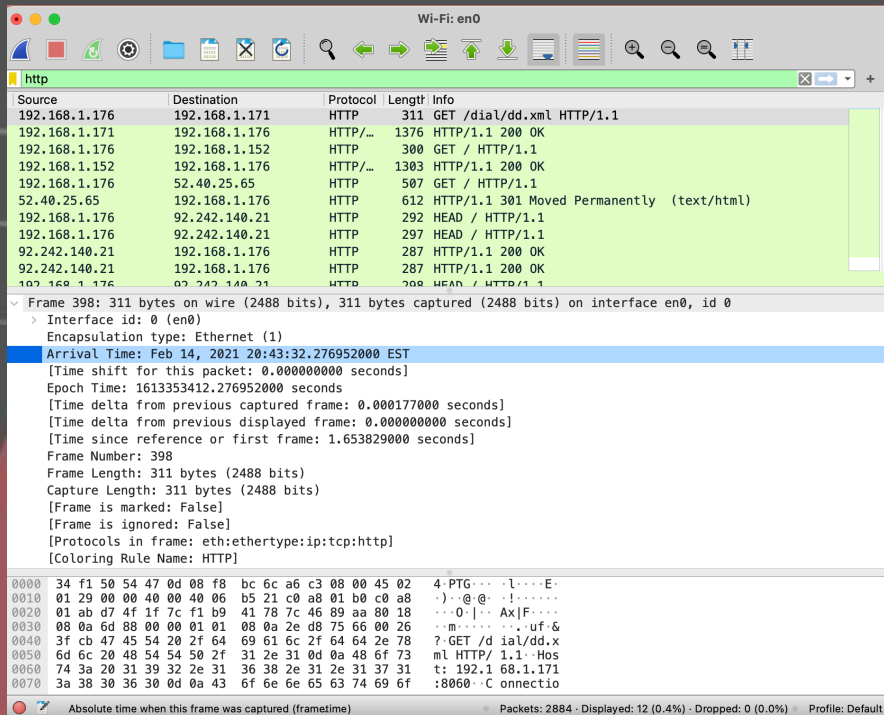 Wi-Fi: en0
http
Source Destination Protocol Length Info
192.168.1.176 192.168.1.171 HTTP 311 GET /dial/dd.xml HTTP/1.1
192.168.1.171 192.168.1.176 HTTP/… 1376 HTTP/1.1 200 OK
192.168.1.176 192.168.1.152 HTTP 300 GET / HTTP/1.1
192.168.1.152 192.168.1.176 HTTP/… 1303 HTTP/1.1 200 OK
192.168.1.176 52.40.25.65 HTTP 507 GET / HTTP/1.1
52.40.25.65 192.168.1.176 HTTP 612 HTTP/1.1 301 Moved Permanently (text/html)
192.168.1.176 92.242.140.21 HTTP 292 HEAD / HTTP/1.1
192.168.1.176 92.242.140.21 HTTP 297 HEAD / HTTP/1.1
92.242.140.21 192.168.1.176 HTTP 287 HTTP/1.1 200 OK
92.242.140.21 192.168.1.176 HTTP 287 HTTP/1.1 200 OK
192.168.1.176 92.242.140.21 HTTP 298 HEAD / HTTP/1.1
Frame 398: 311 bytes on wire (2488 bits), 311 bytes captured (2488 bits) on interface en0, id 0
Interface id: 0 (en0)
Encapsulation type: Ethernet (1)
Arrival Time: Feb 14, 2021 20:43:32.276952000 EST
[Time shift for this packet: 0.000000000 seconds]
Epoch Time: 1613353412.276952000 seconds
[Time delta from previous captured frame: 0.000177000 seconds]
[Time delta from previous displayed frame: 0.000000000 seconds]
[Time since reference or first frame: 1.653829000 seconds]
Frame Number: 398
Frame Length: 311 bytes (2488 bits)
Capture Length: 311 bytes (2488 bits)
[Frame is marked: False]
[Frame is ignored: False]
[Protocols in frame: eth:ethertype:ip:tcp:http]
[Coloring Rule Name: HTTP]
0000 34 f1 50 54 47 0d 08 f8 bc 6c a6 c3 08 00 45 02 4·PTG··· ·l····E·
0010 01 29 00 00 40 00 40 06 b5 21 c0 a8 01 b0 c0 a8 ·)··@·@· ·!······
0020 01 ab d7 4f 1f 7c f1 b9 41 78 7c 46 89 aa 80 18 ···O·|·· Ax|F····
0030 08 0a 6d 88 00 00 01 01 08 0a 2e d8 75 66 00 26 ··m····· ··.·uf·&
0040 3f cb 47 45 54 20 2f 64 69 61 6c 2f 64 64 2e 78 ?·GET /d ial/dd.x
0050 6d 6c 20 48 54 54 50 2f 31 2e 31 0d 0a 48 6f 73 ml HTTP/ 1.1··Hos
0060 74 3a 20 31 39 32 2e 31 36 38 2e 31 2e 31 37 31 t: 192.1 68.1.171
0070 3a 38 30 36 30 0d 0a 43 6f 6e 6e 65 63 74 69 6f :8060··C onnectio
Absolute time when this frame was captured (frame.time) Packets: 2884 · Displayed: 12 (0.4%) · Dropped: 0 (0.0%) Profile: Default